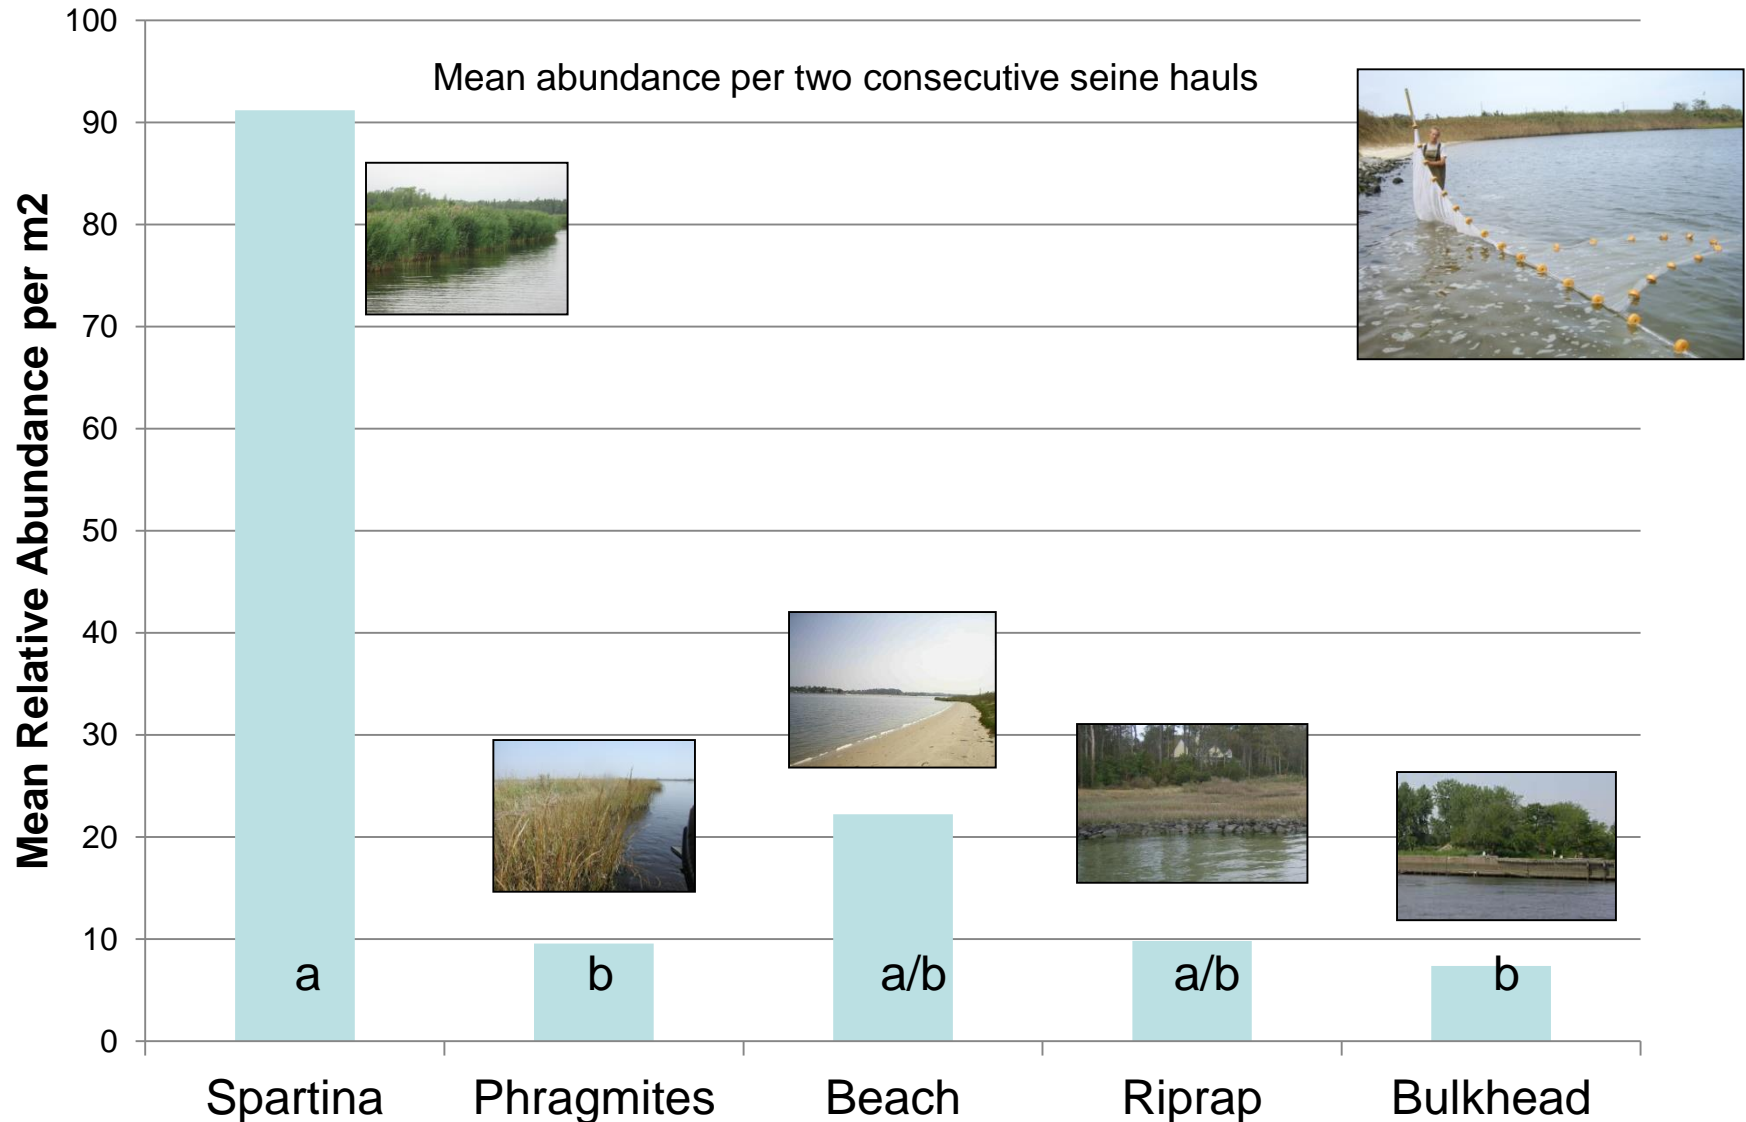 Mean abundance per two consecutive seine hauls
Mean Relative Abundance per m2
100
90
80
70
60
50
40
30
20
10
0
a
b
a/b
a/b
b
Spartina
Phragmites
Beach
Riprap
Bulkhead